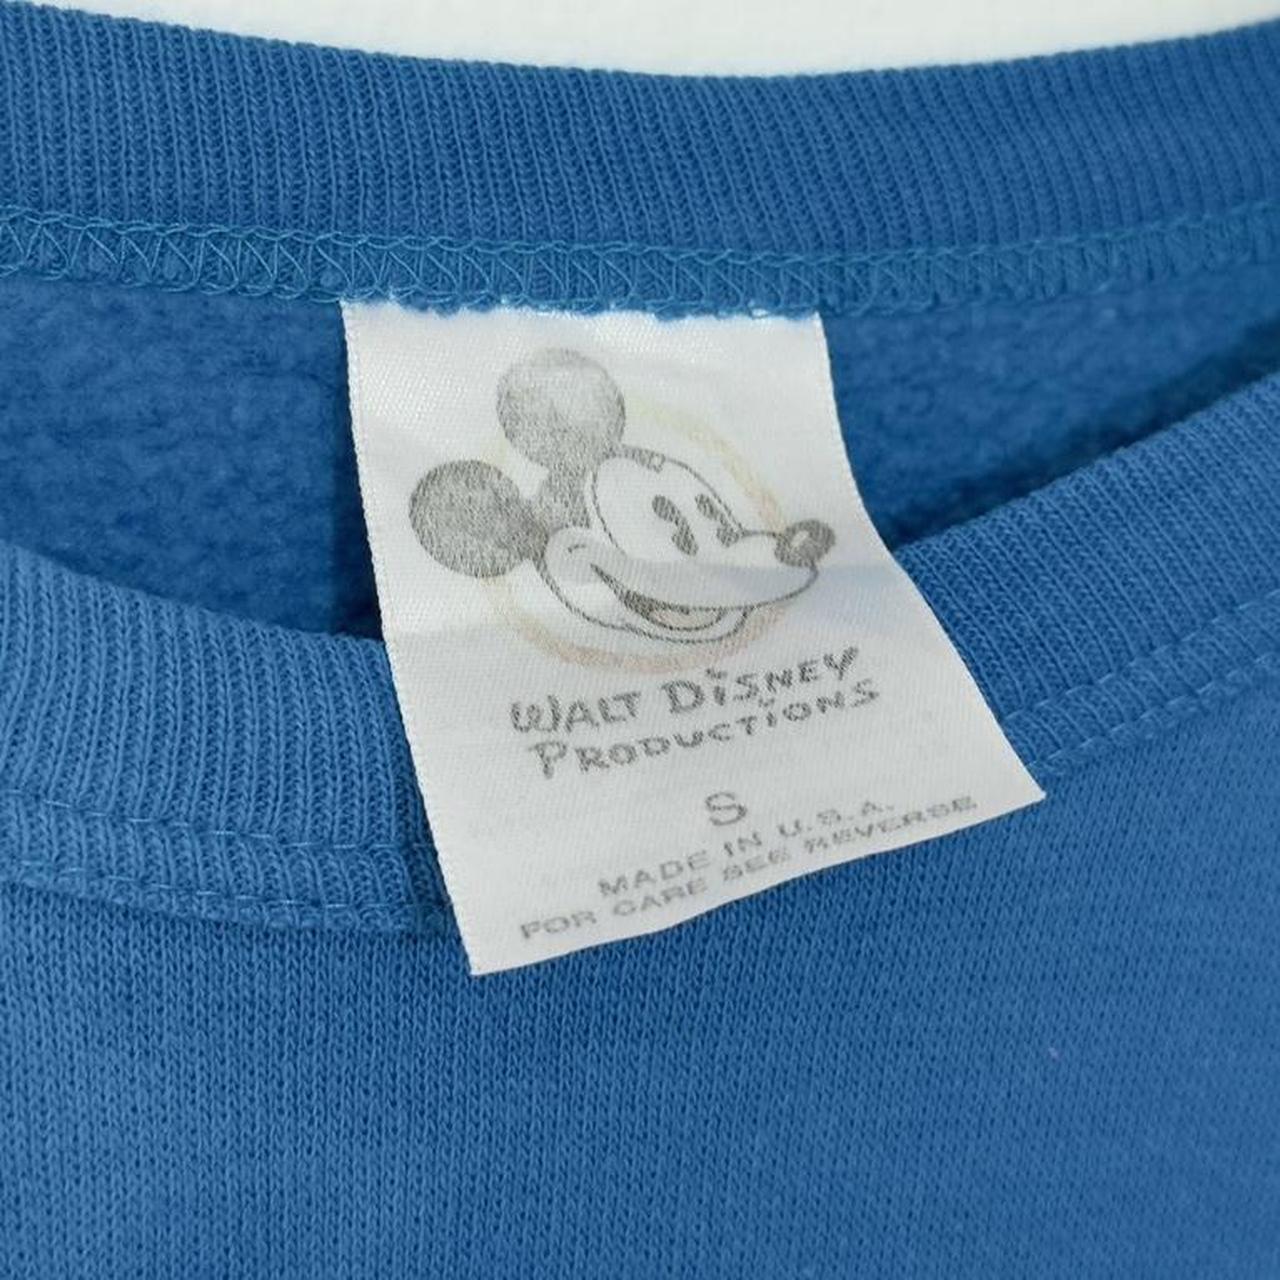 WALT DiSNEY
PRODUCTiONS
S
MADE IN U.S.A.
FOR CARE SEE REVERSE